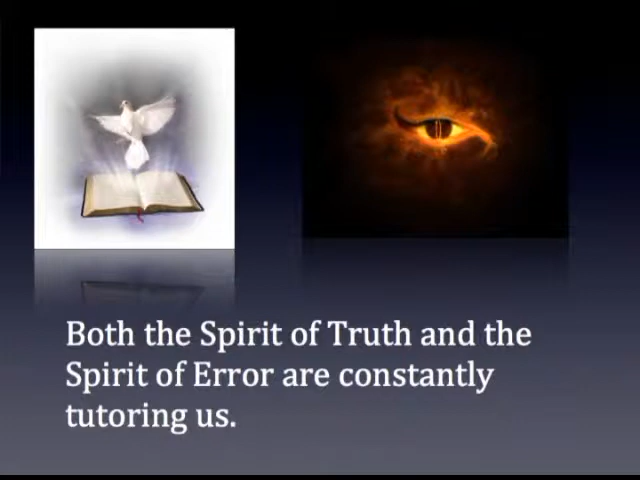 Both the Spirit of Truth and the
Spirit of Error are constantly
tutoring us.